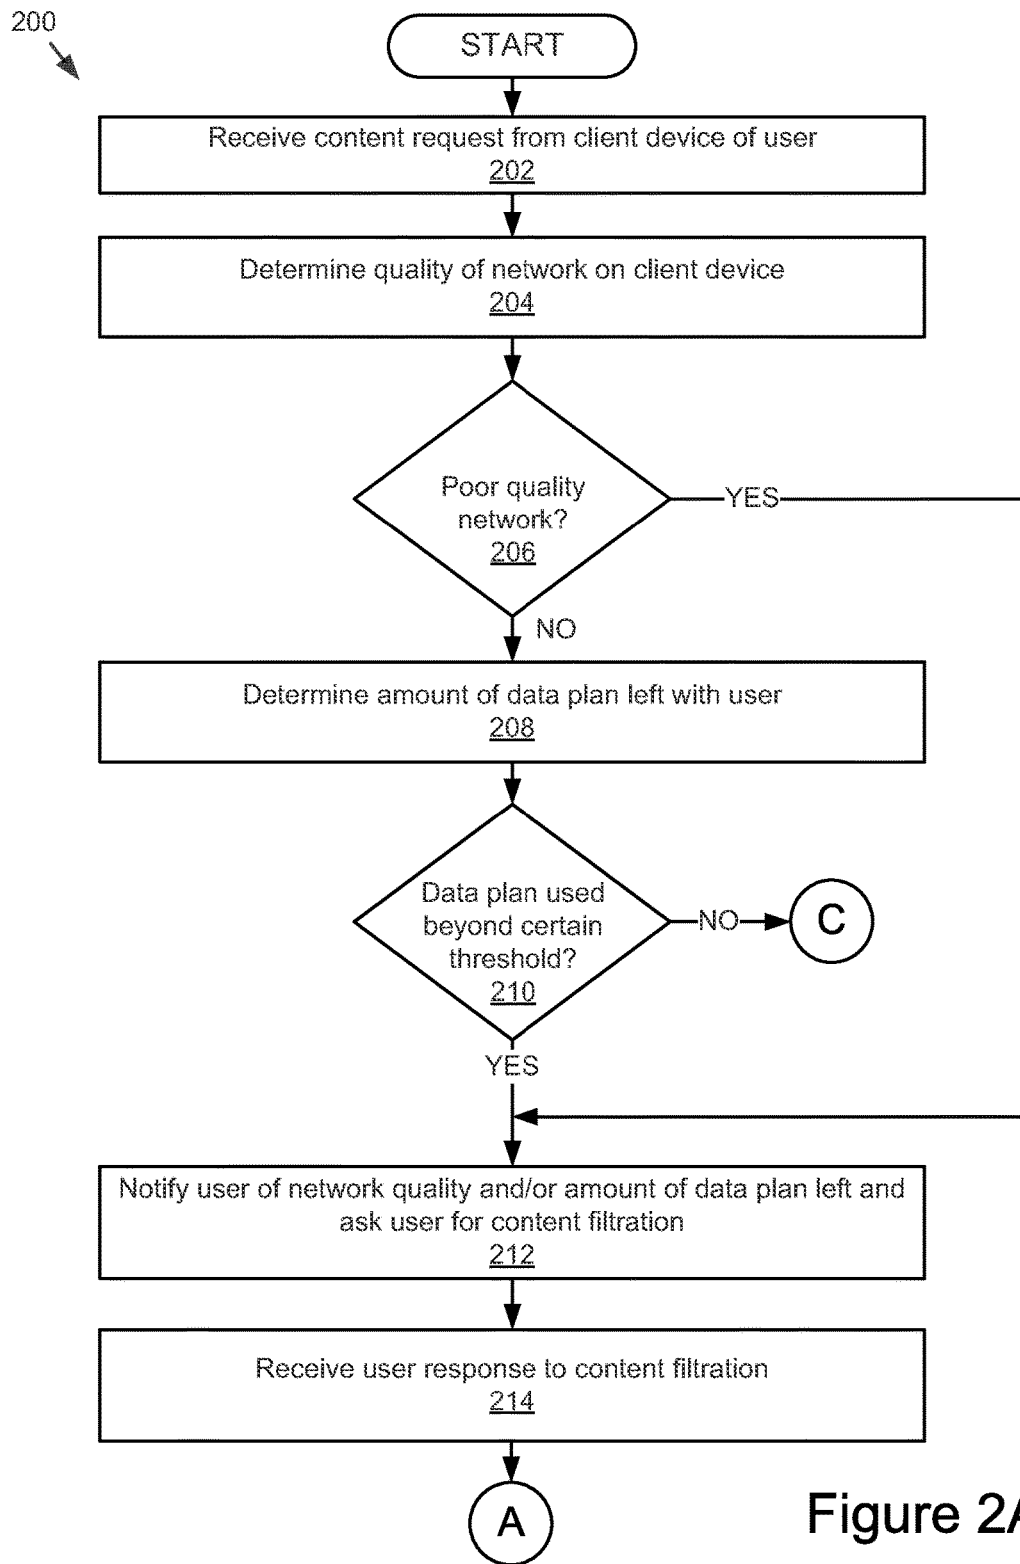 200
START
Receive content request from client device of user
202
Determine quality of network on client device
204
Poor quality
network?
206
YES
NO
Determine amount of data plan left with user
208
Data plan used
beyond certain
threshold?
210
NO
C
YES
Notify user of network quality and/or amount of data plan left and
ask user for content filtration
212
Receive user response to content filtration
214
A
Figure 2A